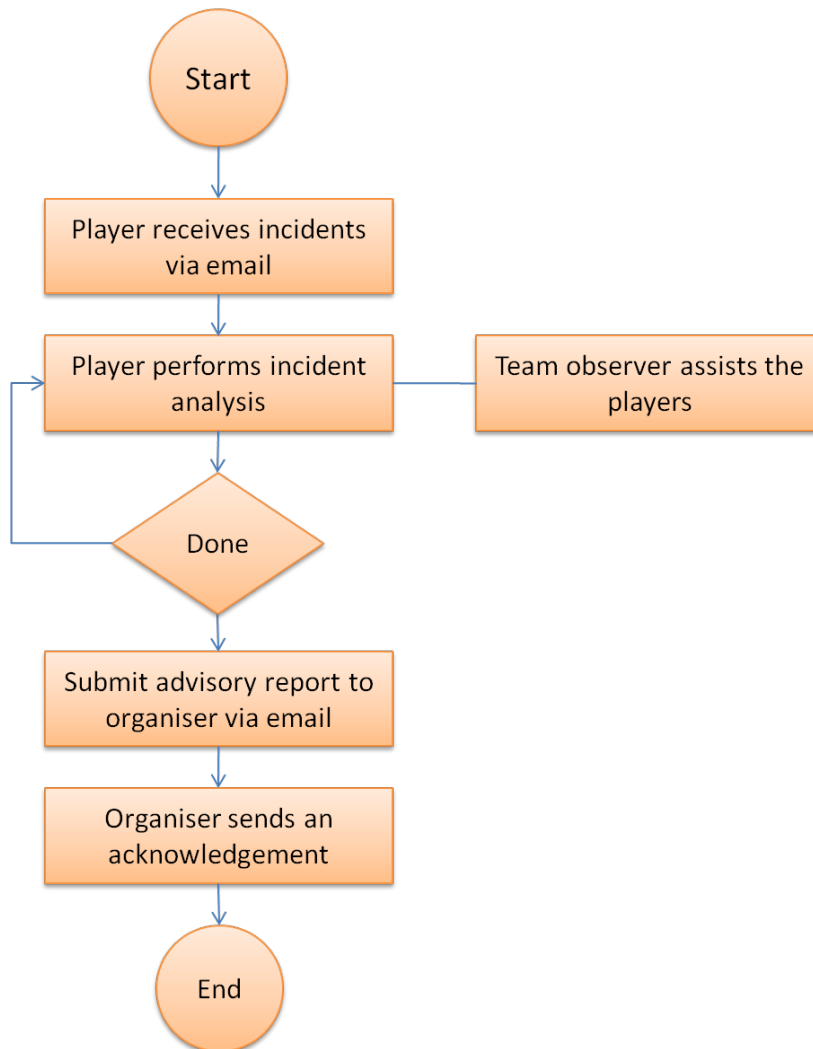 Start
Player receives incidents
via email
Player performs incident
analysis
Team observer assists the
players
Done
Submit advisory report to
organiser via email
Organiser sends an
acknowledgement
End